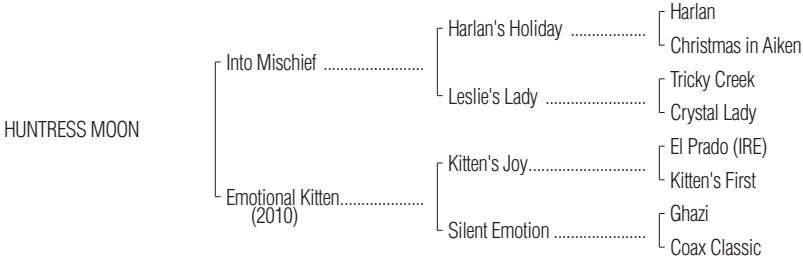 Harlan
Harlan's Holiday ....................
Christmas in Aiken
Into Mischief ...........................
Tricky Creek
Leslie's Lady ...........................
Crystal Lady
HUNTRESS MOON
El Prado (IRE)
Kitten's Joy...............................
Kitten's First
Emotional Kitten......................
(2010)
Ghazi
Silent Emotion .........................
Coax Classic